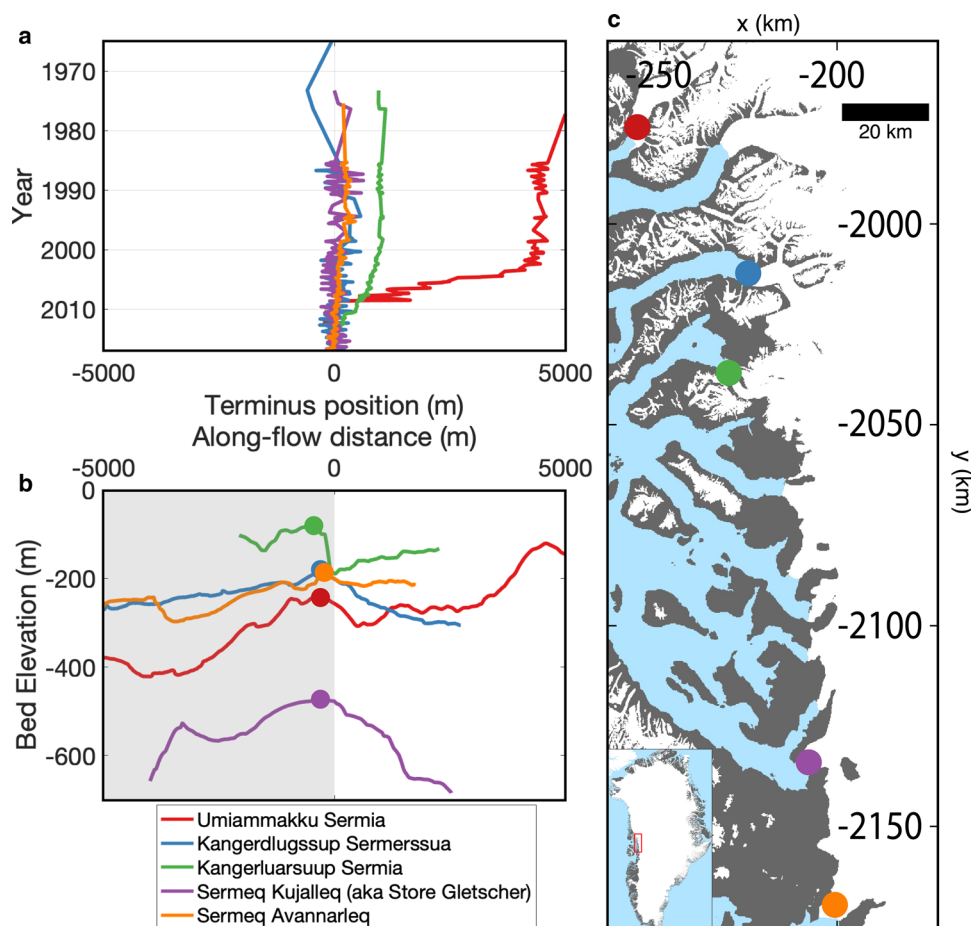 a
1970
1980
1990
2000
2010
Year
-5000 0 5000
Terminus position (m)
Along-flow distance (m)
-5000 0 5000
b
0
-200
-400
-600
Bed Elevation (m)
Umiammakku Sermia
Kangerdlugssup Sermerssua
Kangerluarsuup Sermia
Sermeq Kujalleq (aka Store Gletscher)
Sermeq Avannarleq
c
x (km)
-250 -200
20 km
-2000
-2050
-2100
-2150
y (km)